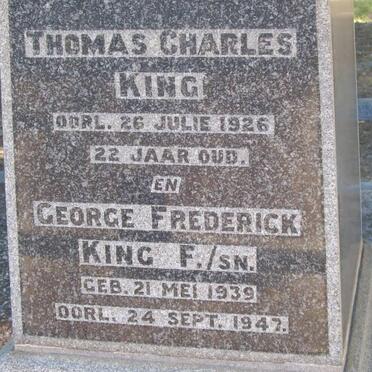 THOMAS CHARLES
KING
OORL. 26 JULIE 1926
22 JAAR OUD.
EN
GEORGE FREDERICK
KING F./SN.
GEB. 21 MEI 1939
OORL. 24 SEPT. 1947.